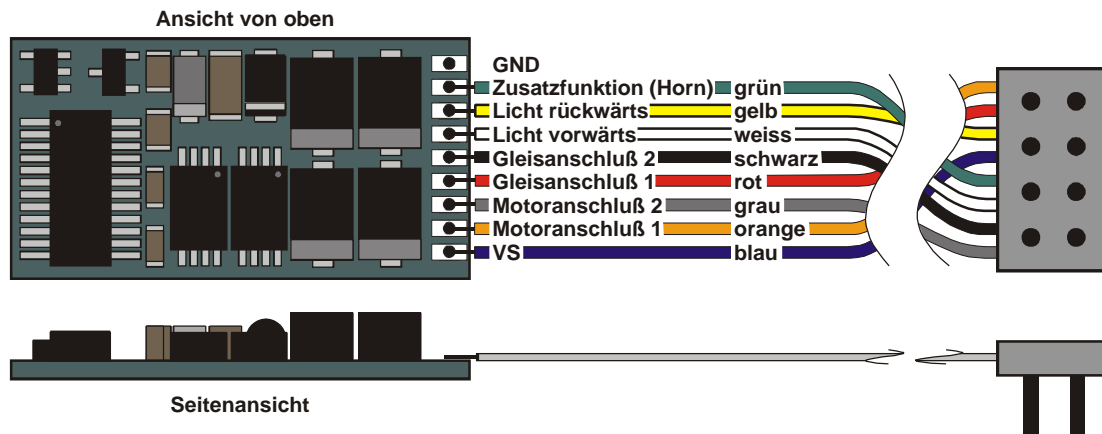 Ansicht von oben
GND
Zusatzfunktion (Horn) grün
Licht rückwärts gelb
Licht vorwärts weiss
Gleisanschluß 2 schwarz
Gleisanschluß 1 rot
Motoranschluß 2 grau
Motoranschluß 1 orange
VS blau
Seitenansicht